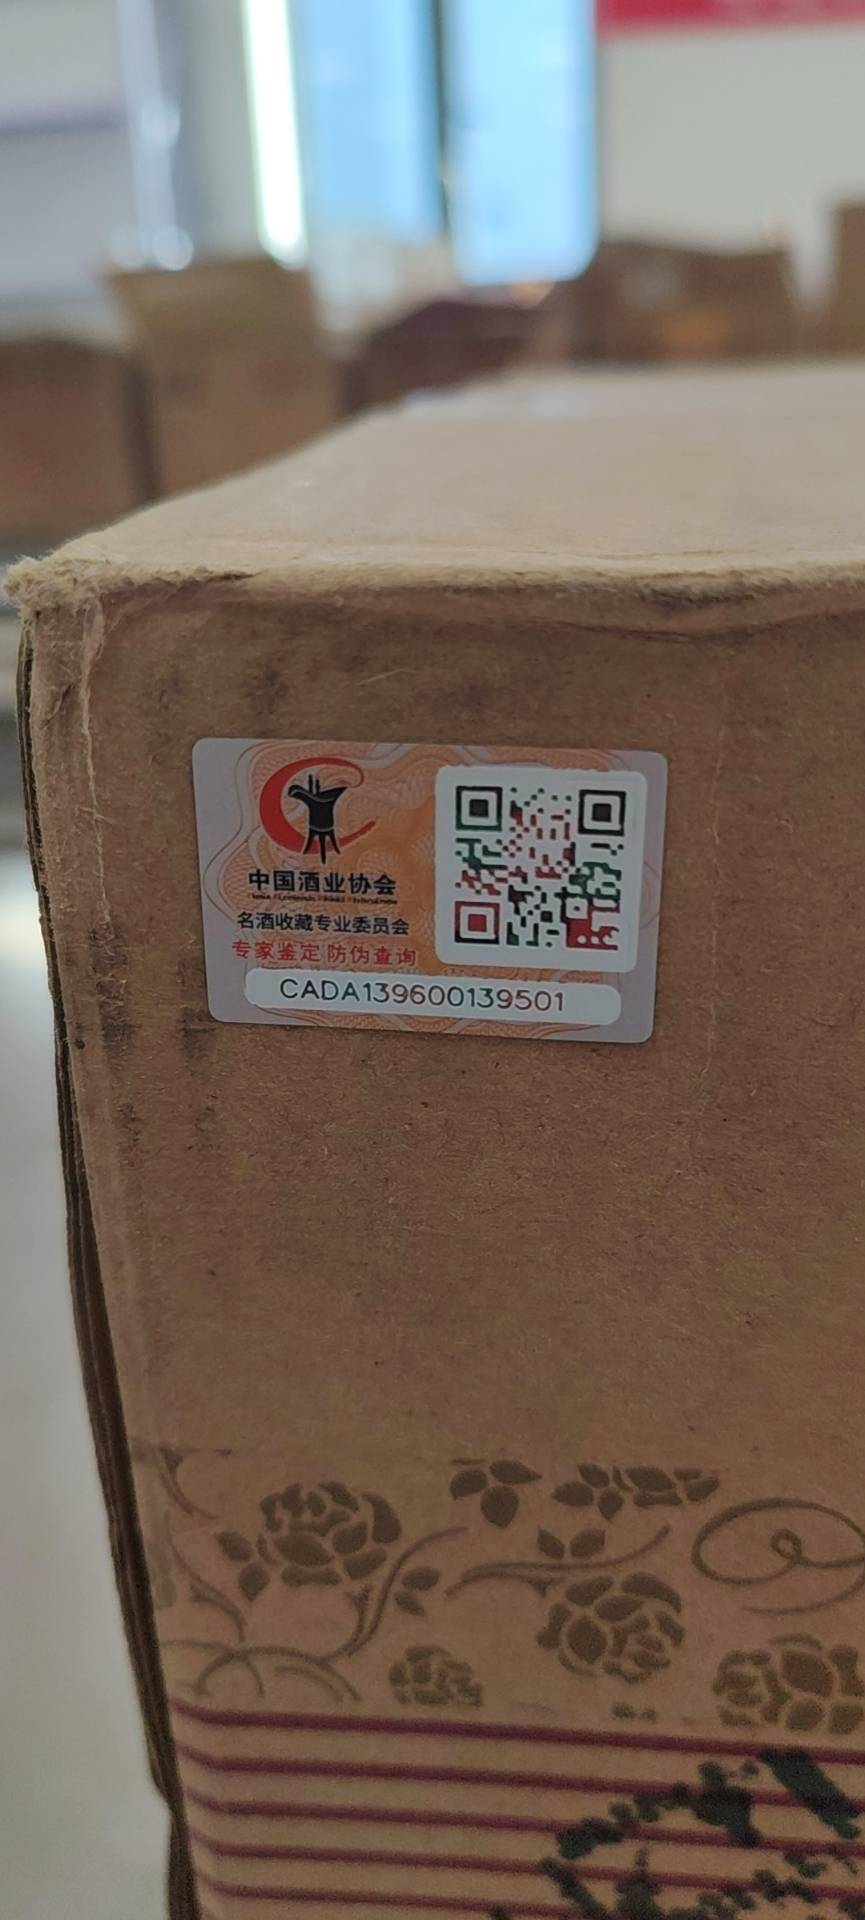 中国酒业协会
名酒收藏专业委员会
专家鉴定 防伪查询
CADA139600139501